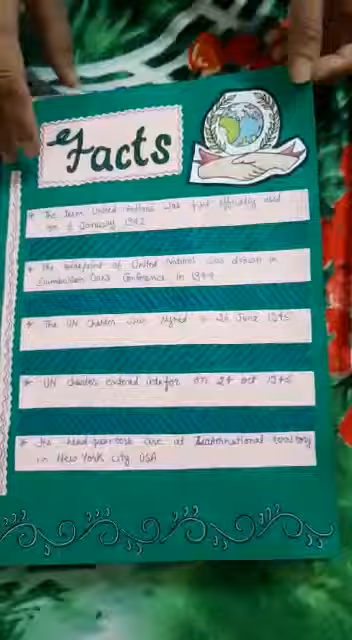 Facts
The term United Nations was first officially used
on 1 January 1942
The blueprint of United Nations was drawn in
Dumbarton Oaks Conference in 1944
The UN Charter was signed 26 June 1945
UN charter entered into for on 24 oct 1945
The head quarters are at International territory
in New York city, USA